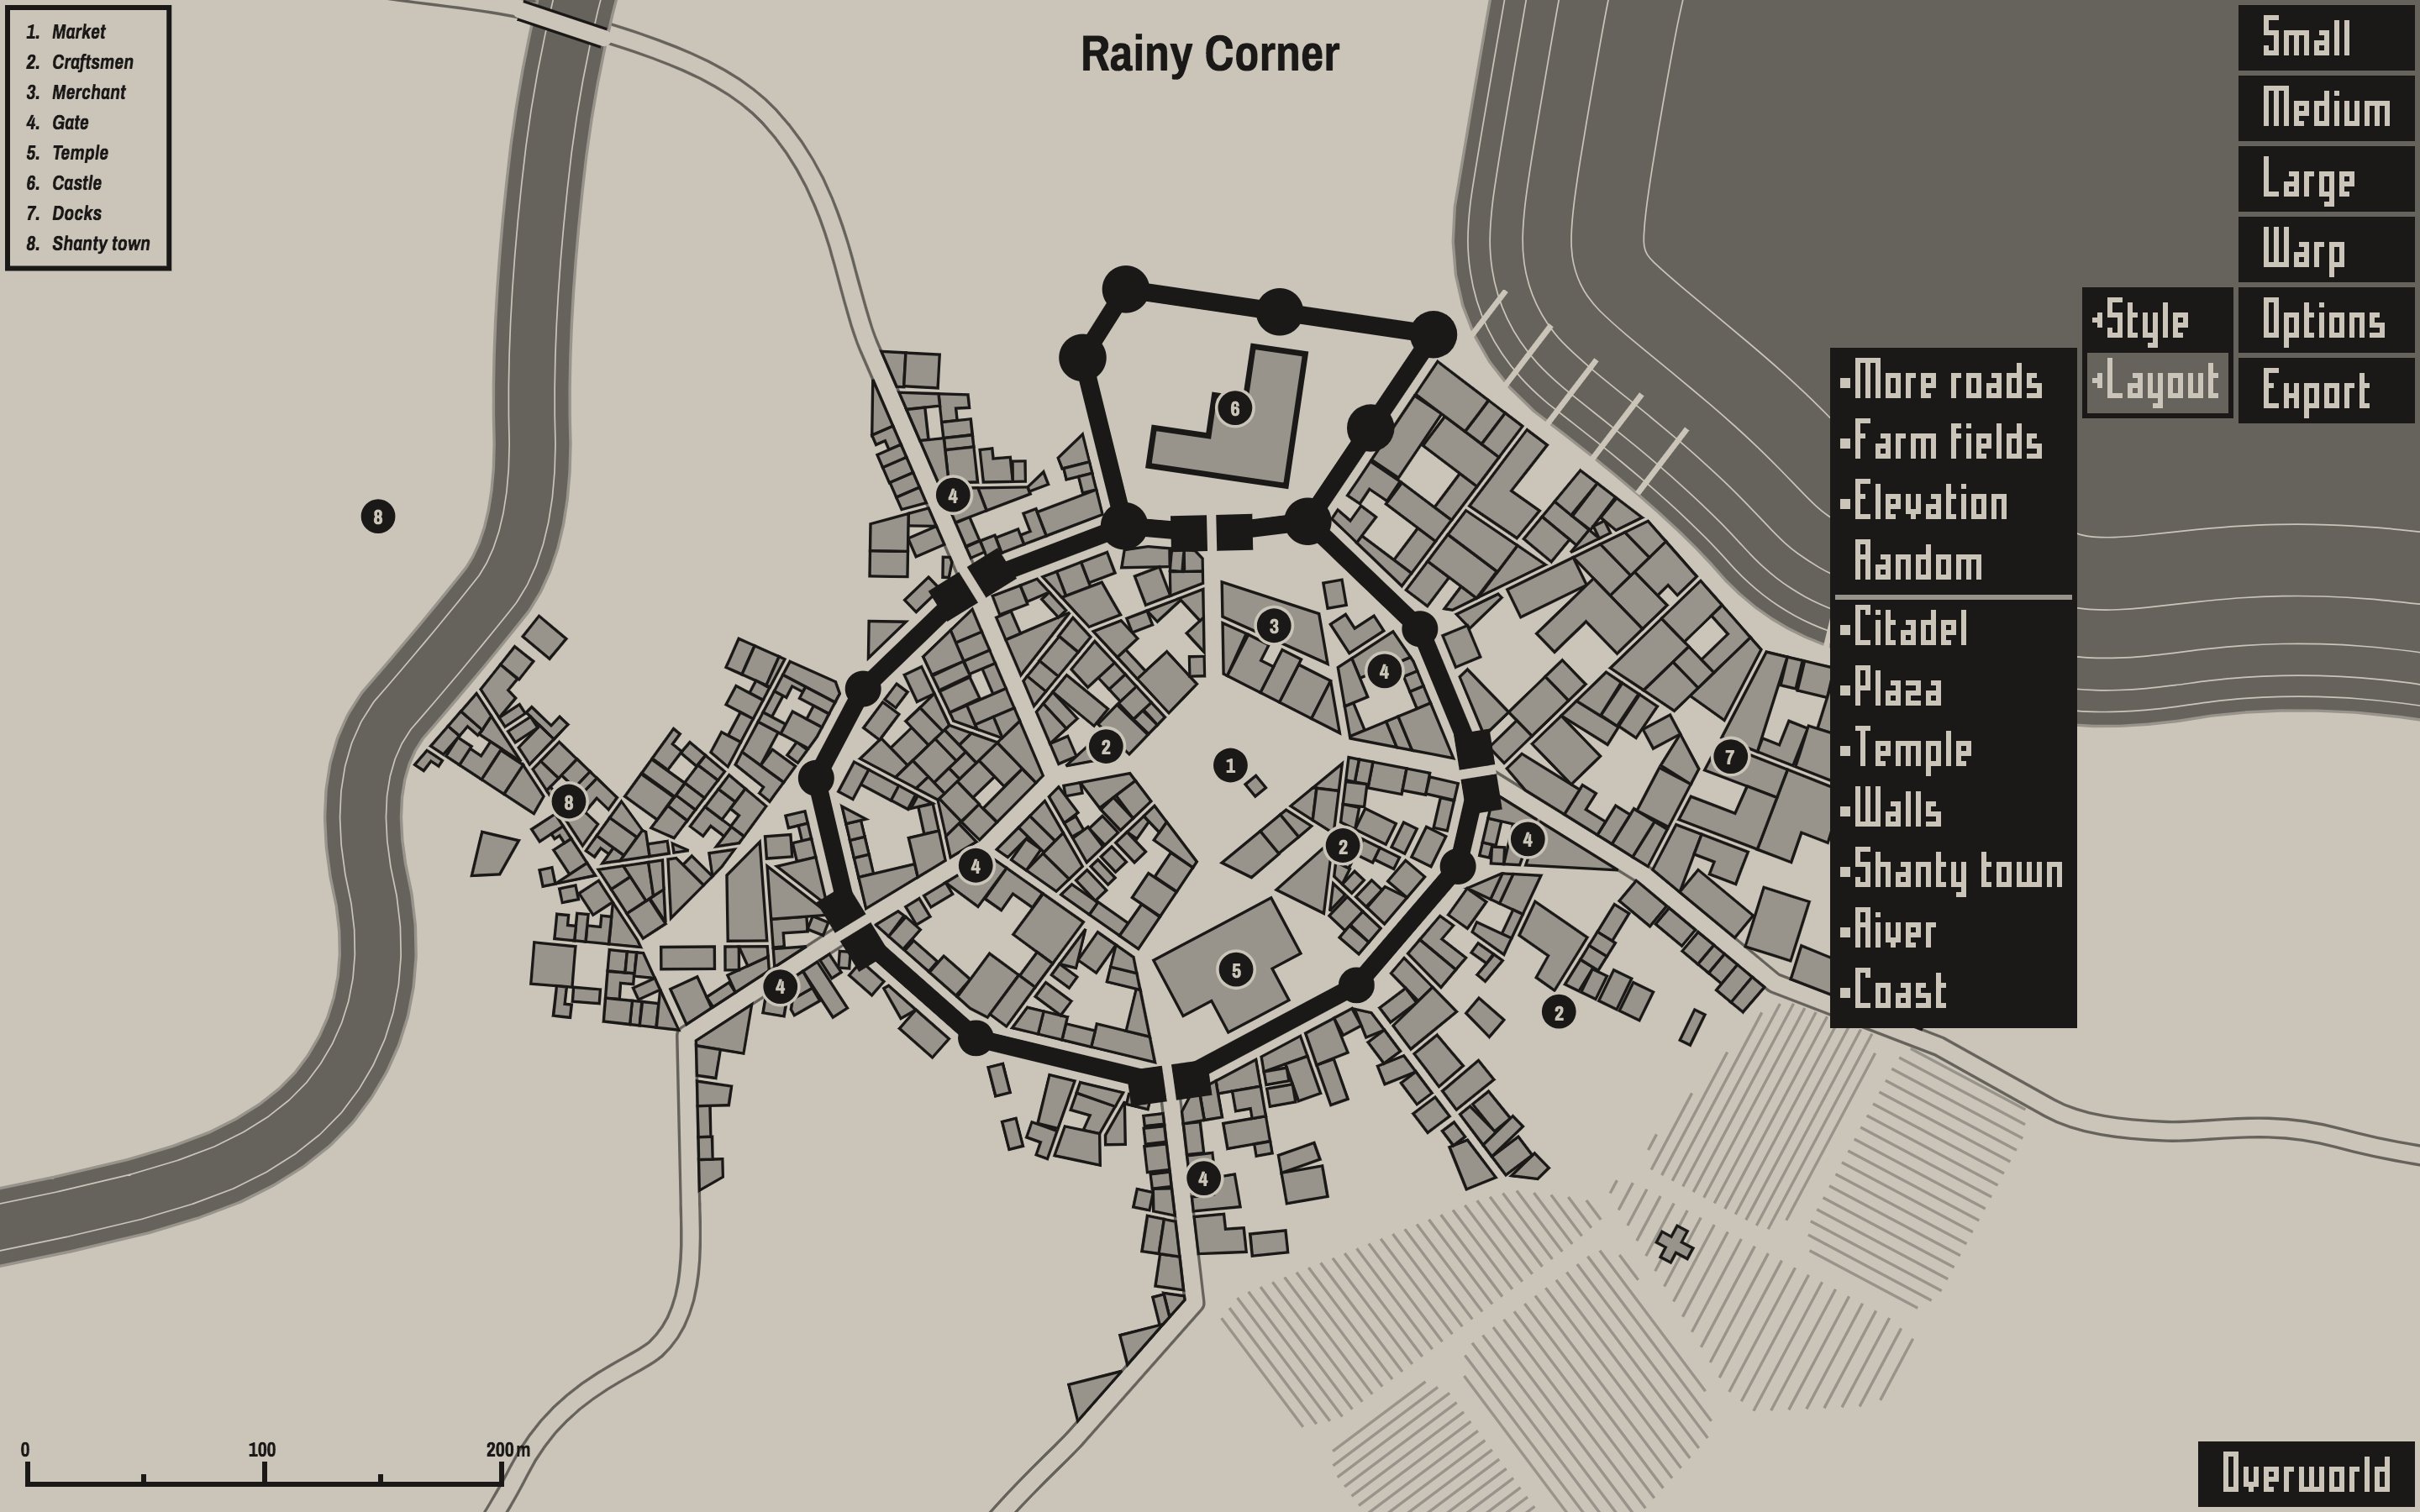 Rainy Corner
1. Market
2. Craftsmen
3. Merchant
4. Gate
5. Temple
6. Castle
7. Docks
8. Shanty town
Small
Medium
Large
Warp
Options
Export
Style
Layout
More roads
Farm fields
Elevation
Random
Citadel
Plaza
Temple
Walls
Shanty town
River
Coast
6
4
8
3
4
2
1
7
8
2
4
4
5
4
2
4
0 100 200m
Overworld